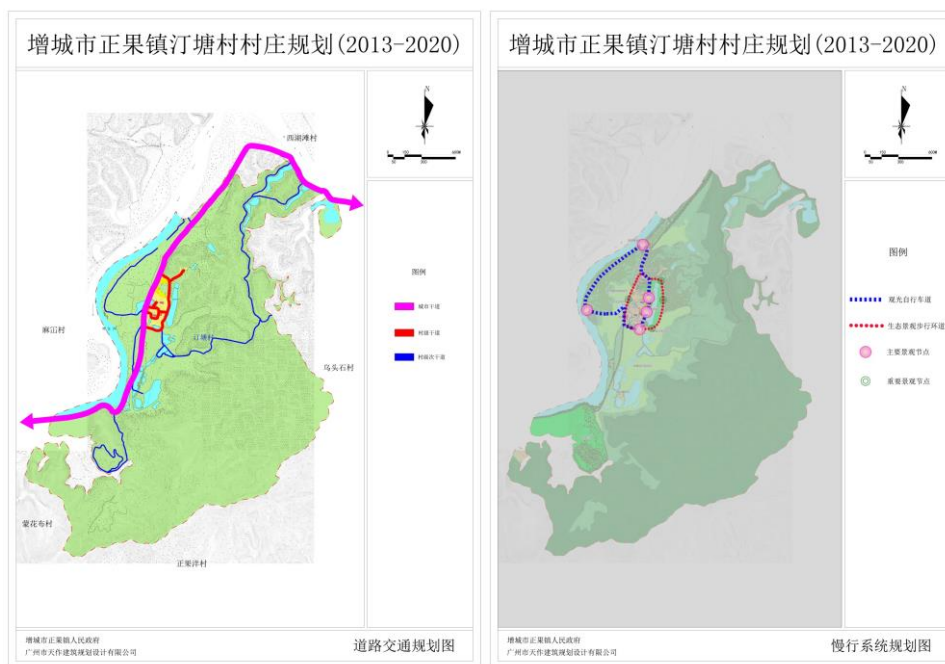 增城市正果镇汀塘村村庄规划(2013-2020)
N
西湖滩村
图例
城市干道
村庄干道
村庄次干道
麻冚村
汀塘村
乌头石村
蒙花布村
正果洋村
增城市正果镇人民政府
广州市天作建筑规划设计有限公司
道路交通规划图
增城市正果镇汀塘村村庄规划(2013-2020)
N
图例
观光自行车道
生态景观步行环道
主要景观节点
重要景观节点
增城市正果镇人民政府
广州市天作建筑规划设计有限公司
慢行系统规划图